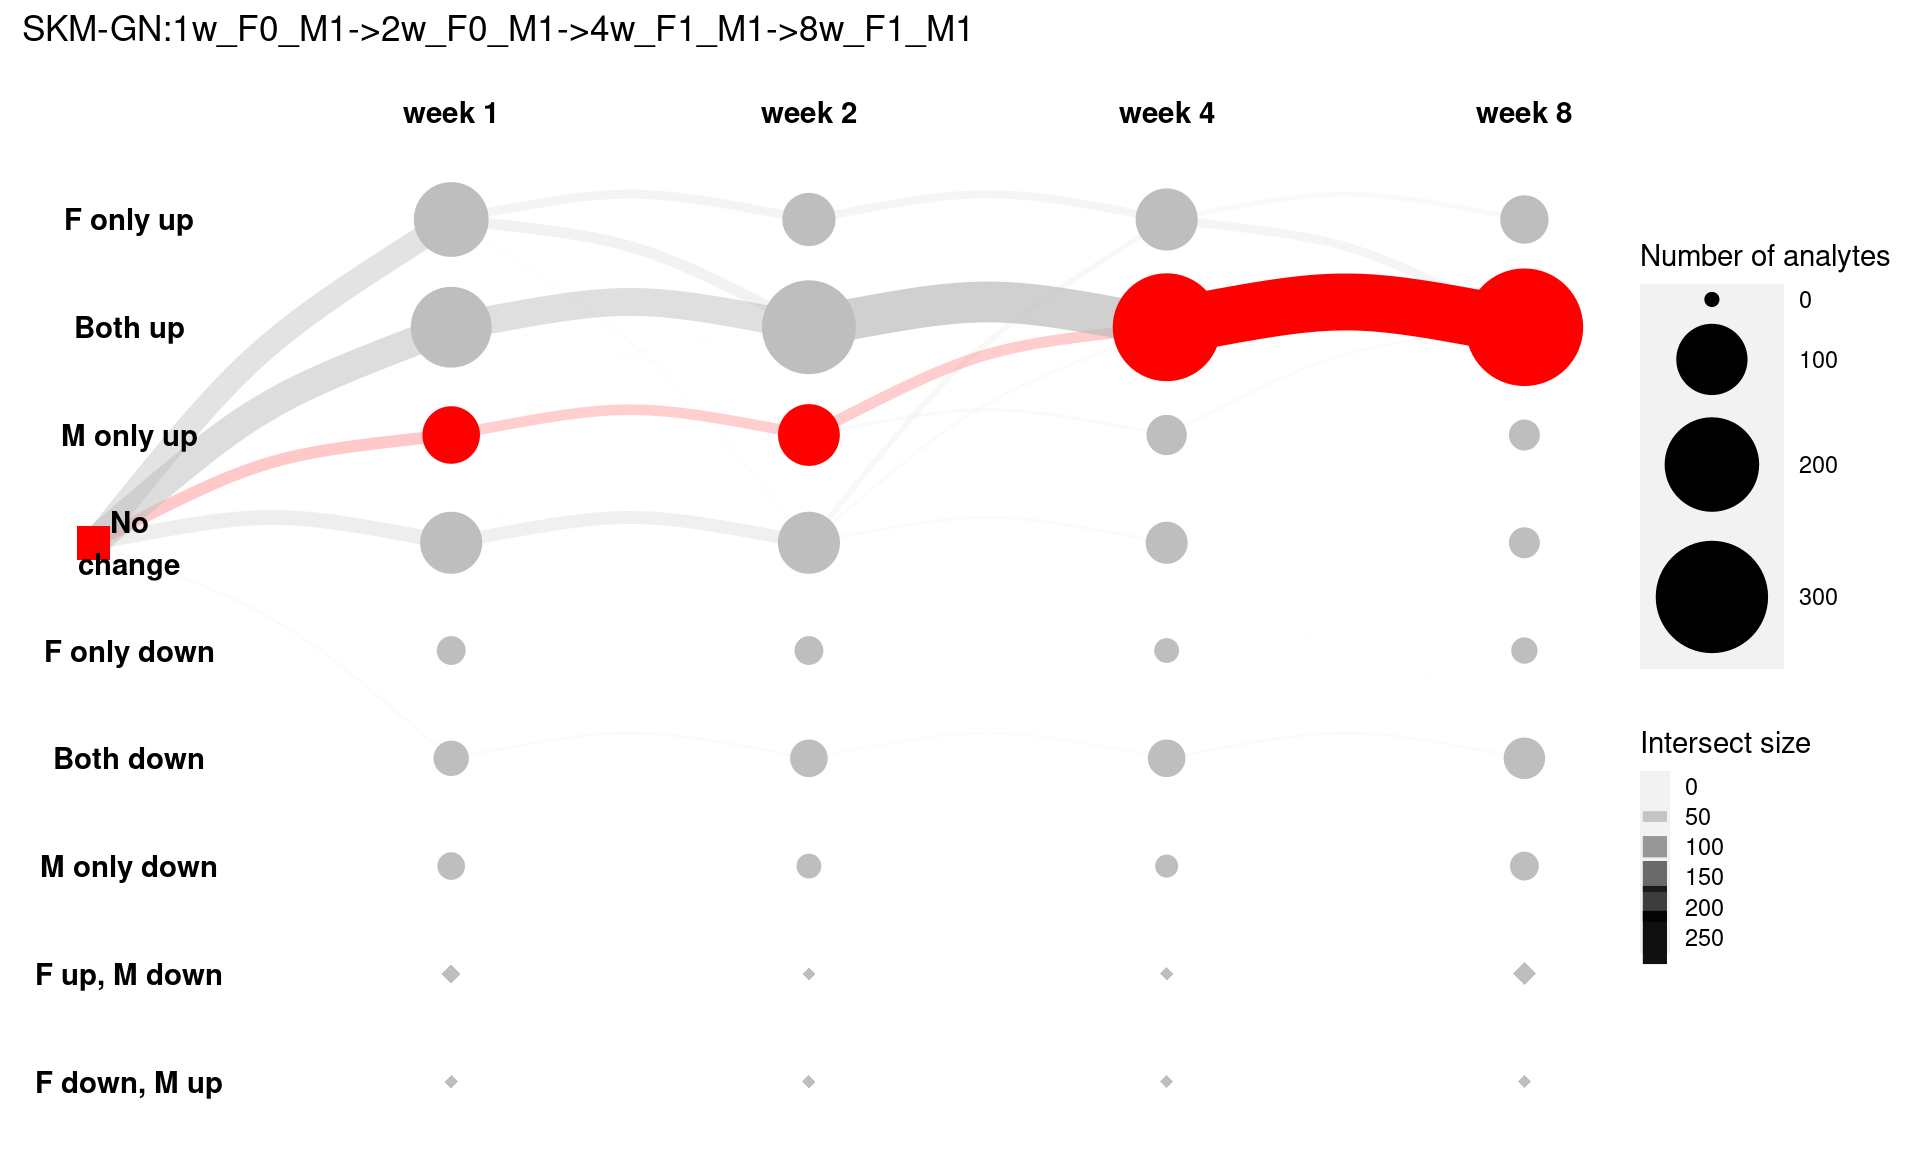 SKM-GN:1w_F0_M1->2w_F0_M1->4w_F1_M1->8w_F1_M1
week 1
week 2
week 4
week 8
F only up
Both up
M only up
No
change
F only down
Both down
M only down
F up, M down
F down, M up
Number of analytes
0
100
200
300
Intersect size
0
50
100
150
200
250